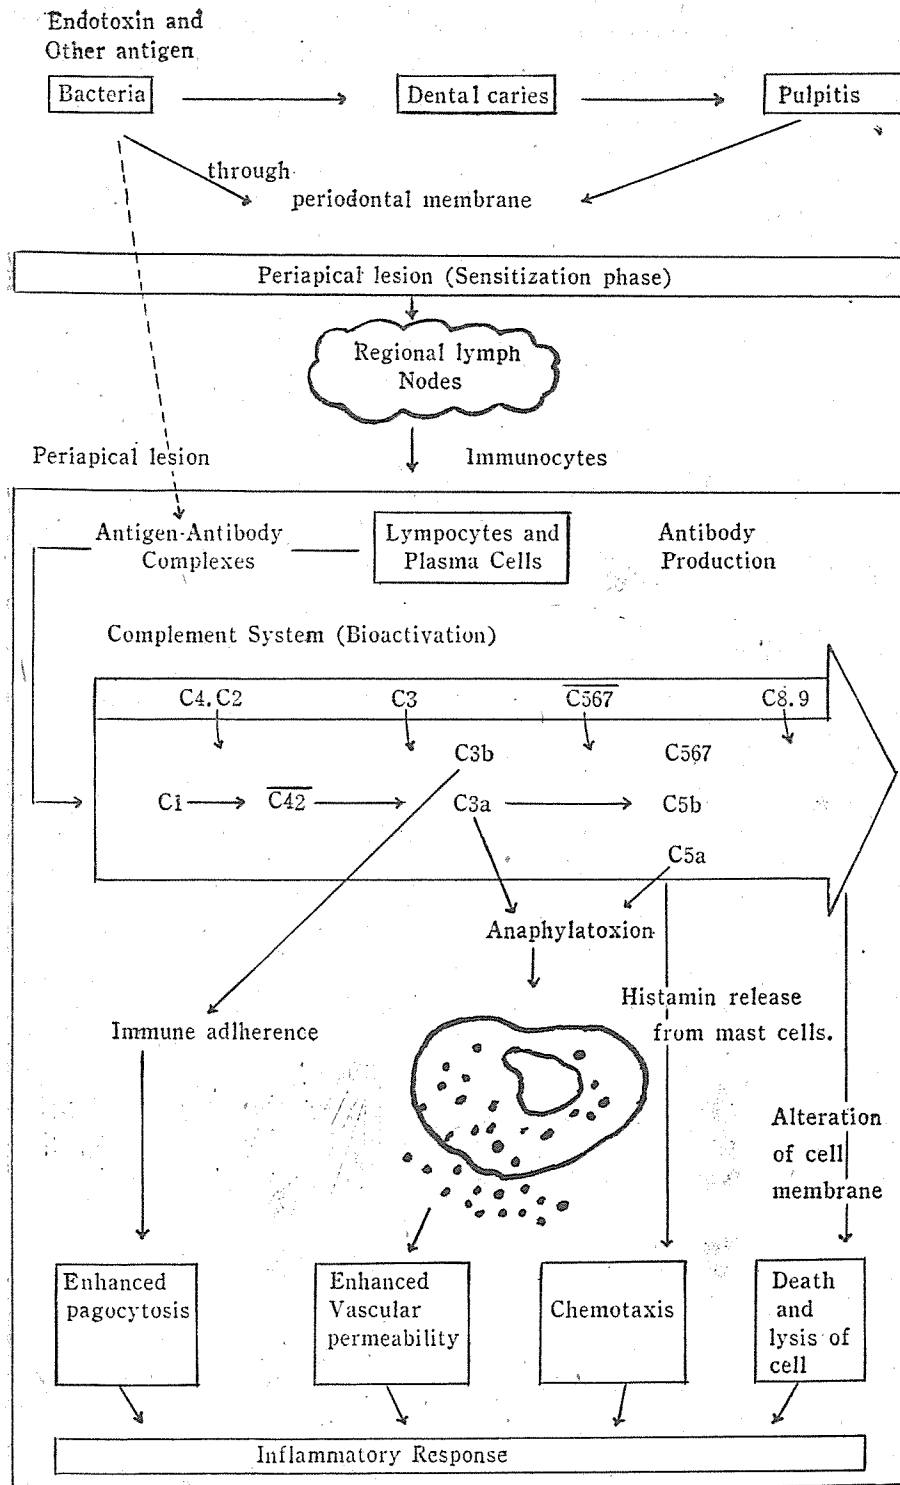 Endotoxin and
Other antigen
Bacteria
Dental caries
Pulpitis
through
periodontal membrane
Periapical lesion (Sensitization phase)
Regional lymph
Nodes
Periapical lesion
Immunocytes
Antigen-Antibody
Complexes
Lympocytes and
Plasma Cells
Antibody
Production
Complement System (Bioactivation)
C4. C2
C3
C567
C8. 9
C3b
C567
C1
C42
C3a
C5b
C5a
Anaphylatoxion
Histamin release
from mast cells.
Immune adlherence
Alteration
of cell
membrane
Enhanced
pagocytosis
Enhanced
Vascular
permeability
Chemotaxis
Death
and
lysis of
cell
Inflammatory Response